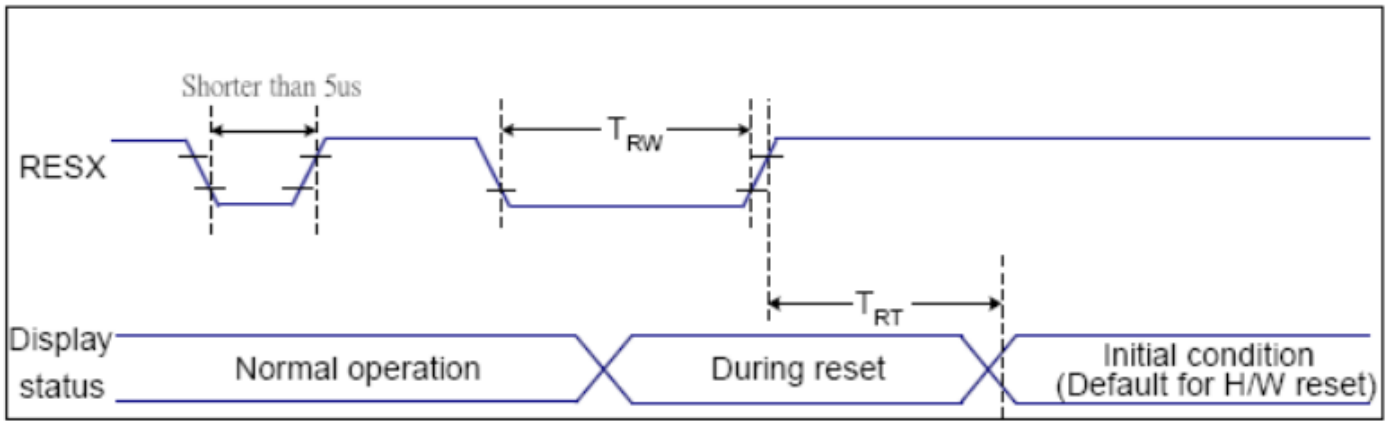 Shorter than 5us
RESX
TRW
TRT
Display
status
Normal operation
During reset
Initial condition
(Default for H/W reset)